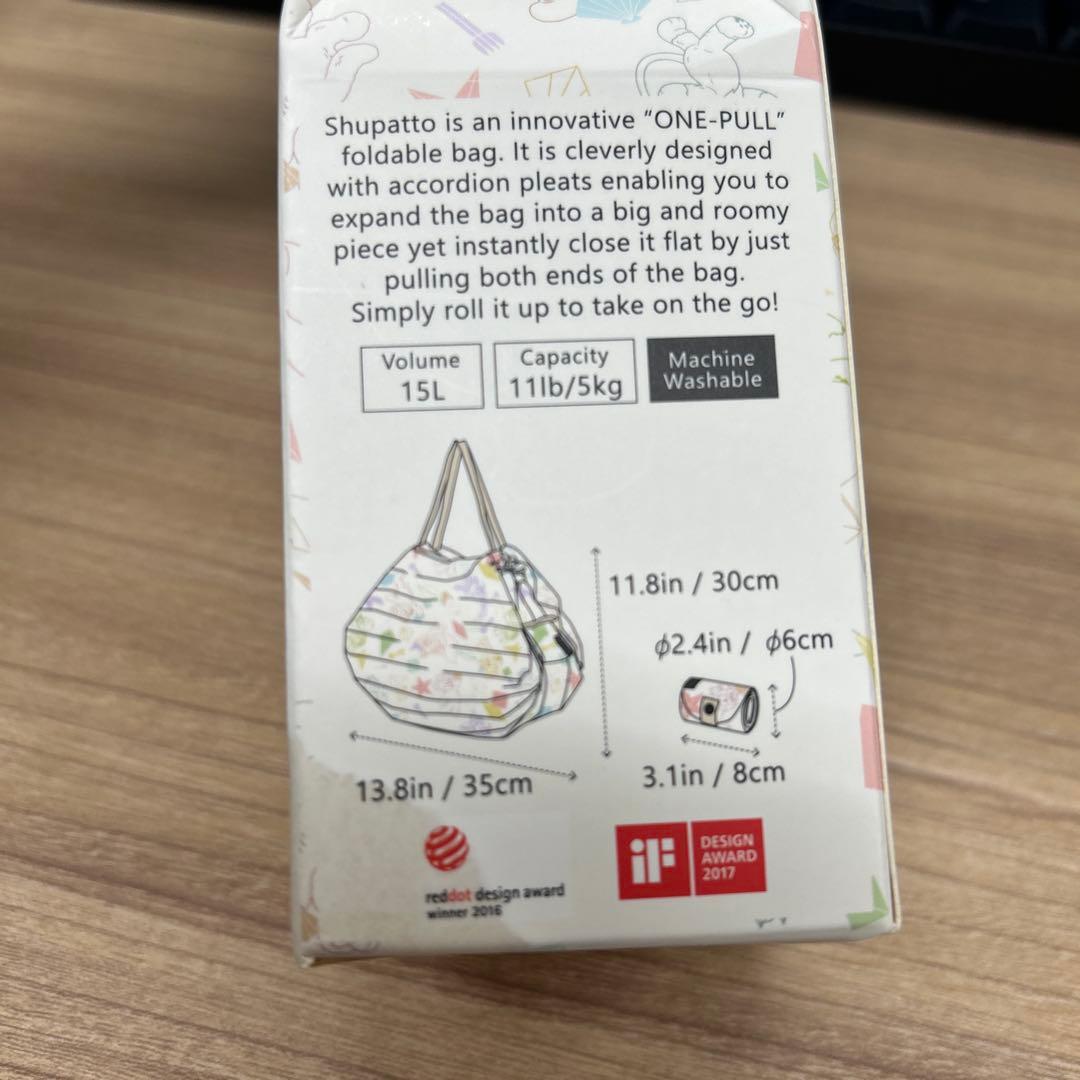 Shupatto is an innovative "ONE-PULL"
foldable bag. It is cleverly designed
with accordion pleats enabling you to
expand the bag into a big and roomy
piece yet instantly close it flat by just
pulling both ends of the bag.
Simply roll it up to take on the go!
Volume
15L
Capacity
11lb/5kg
Machine
Washable
11.8in / 30cm
ϕ2.4in / ϕ6cm
13.8in / 35cm
3.1in / 8cm
reddot design award
winner 2016
iF
DESIGN
AWARD
2017